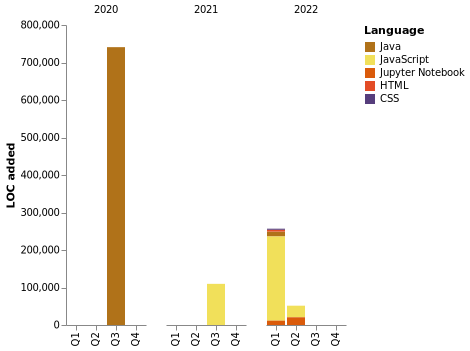 2020 2021 2022
Language
Java
JavaScript
Jupyter Notebook
HTML
CSS
LOC added
800,000
700,000
600,000
500,000
400,000
300,000
200,000
100,000
0
Q1 Q2 Q3 Q4 Q1 Q2 Q3 Q4 Q1 Q2 Q3 Q4